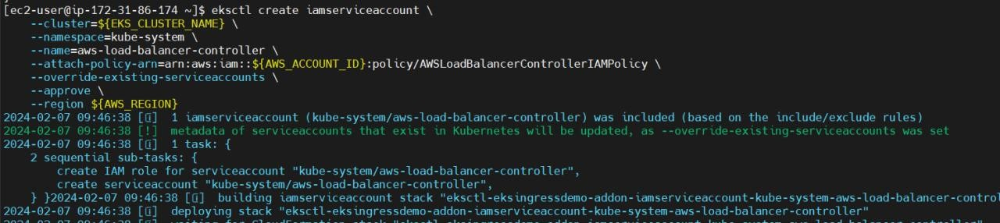 [ec2-user@ip-172-31-86-174 ~]$ eksctl create iamserviceaccount \
    --cluster=${EKS_CLUSTER_NAME} \
    --namespace=kube-system \
    --name=aws-load-balancer-controller \
    --attach-policy-arn=arn:aws:iam::${AWS_ACCOUNT_ID}:policy/AWSLoadBalancerControllerIAMPolicy \
    --override-existing-serviceaccounts \
    --approve \
    --region ${AWS_REGION}
2024-02-07 09:46:38 [ℹ]  1 iamserviceaccount (kube-system/aws-load-balancer-controller) was included (based on the include/exclude rules)
2024-02-07 09:46:38 [!]  metadata of serviceaccounts that exist in Kubernetes will be updated, as --override-existing-serviceaccounts was set
2024-02-07 09:46:38 [ℹ]  1 task: {
    2 sequential sub-tasks: {
        create IAM role for serviceaccount "kube-system/aws-load-balancer-controller",
        create serviceaccount "kube-system/aws-load-balancer-controller",
    } }2024-02-07 09:46:38 [ℹ]  building iamserviceaccount stack "eksctl-eksingressdemo-addon-iamserviceaccount-kube-system-aws-load-balancer-control
2024-02-07 09:46:38 [ℹ]  deploying stack "eksctl-eksingressdemo-addon-iamserviceaccount-kube-system-aws-load-balancer-controller"